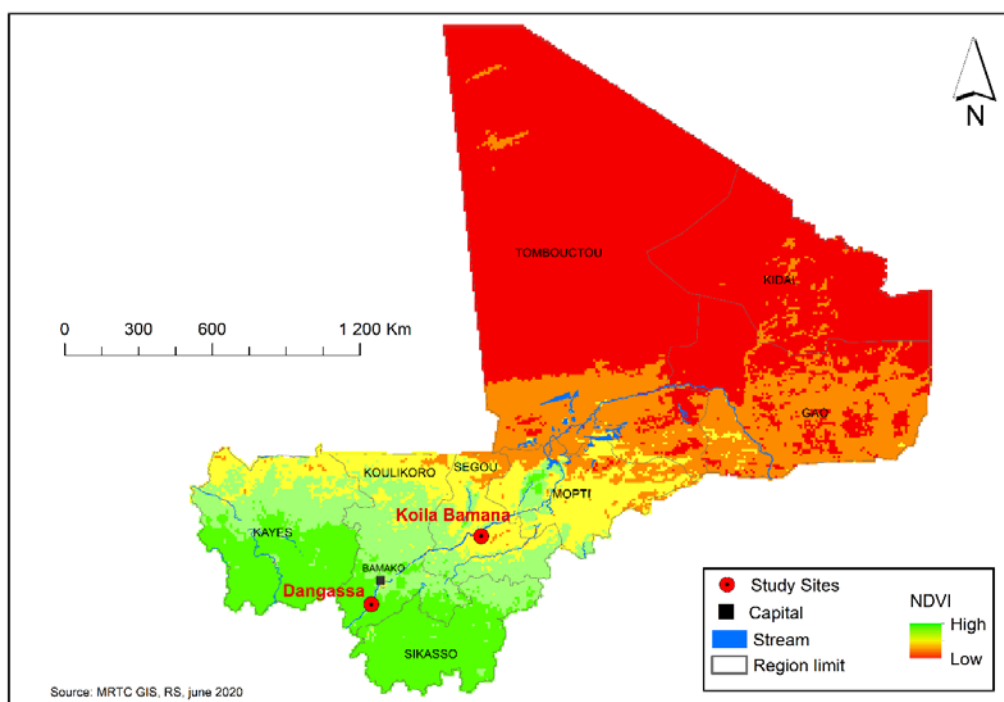 N
TOMBOUCTOU
KIDAL
0 300 600 1 200 Km
GAO
KOULIKORO
SEGOU
MOPTI
Koila Bamana
KAYES
BAMAKO
Dangassa
SIKASSO
Study Sites
Capital
Stream
Region limit
NDVI
High
Low
Source: MRTC GIS, RS, june 2020